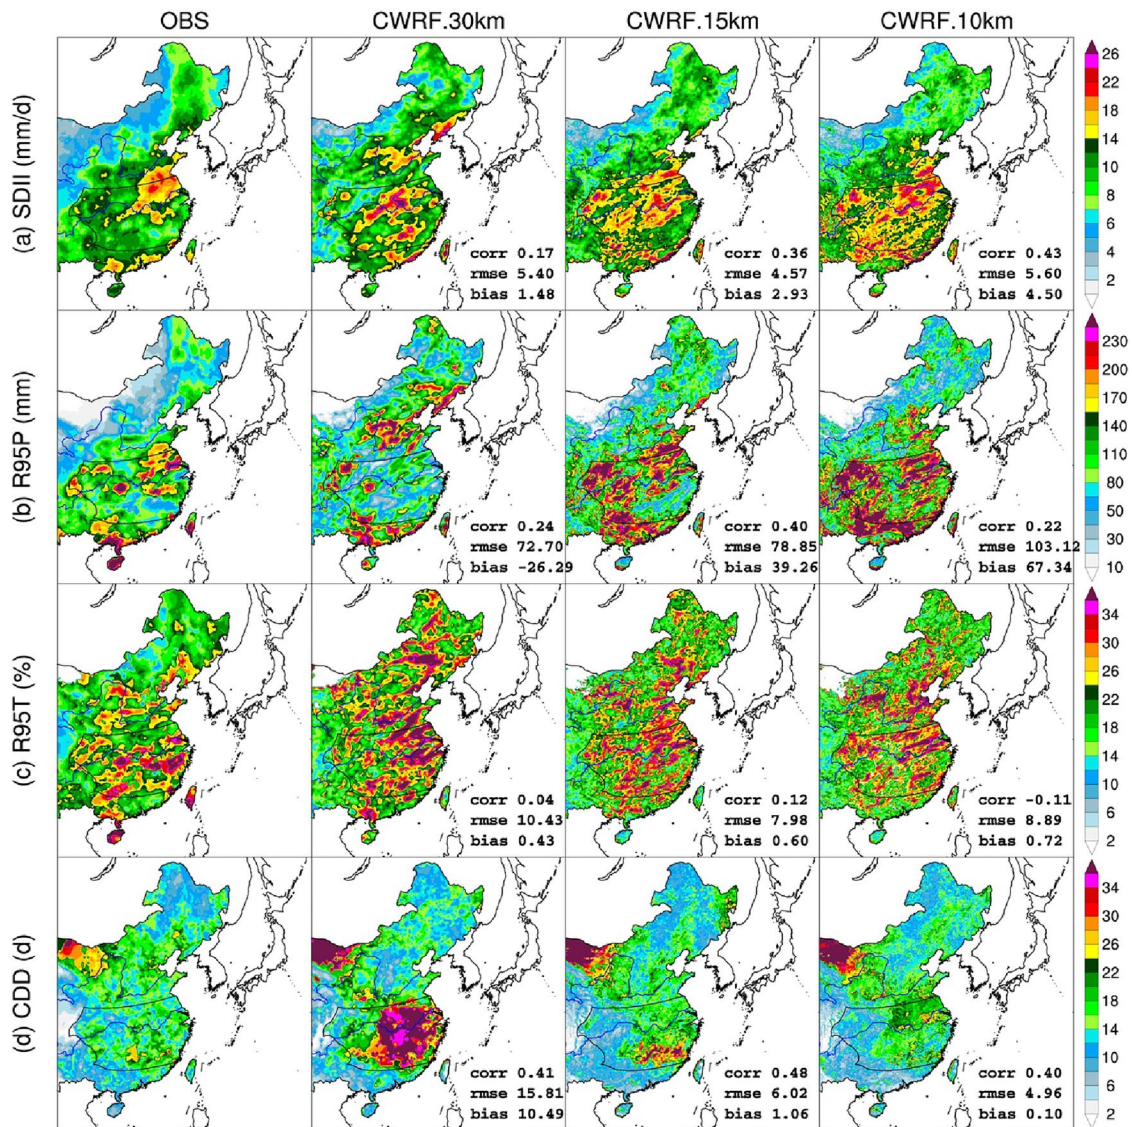 OBS CWRF.30km CWRF.15km CWRF.10km
(a) SDII (mm/d)
corr 0.17
rmse 5.40
bias 1.48
corr 0.36
rmse 4.57
bias 2.93
corr 0.43
rmse 5.60
bias 4.50
26
22
18
14
10
8
6
4
2
(b) R95P (mm)
corr 0.24
rmse 72.70
bias -26.29
corr 0.40
rmse 78.85
bias 39.26
corr 0.22
rmse 103.12
bias 67.34
230
200
170
140
110
80
50
30
10
(c) R95T (%)
corr 0.04
rmse 10.43
bias 0.43
corr 0.12
rmse 7.98
bias 0.60
corr -0.11
rmse 8.89
bias 0.72
34
30
26
22
18
14
10
6
2
(d) CDD (d)
corr 0.41
rmse 15.81
bias 10.49
corr 0.48
rmse 6.02
bias 1.06
corr 0.40
rmse 4.96
bias 0.10
34
30
26
22
18
14
10
6
2